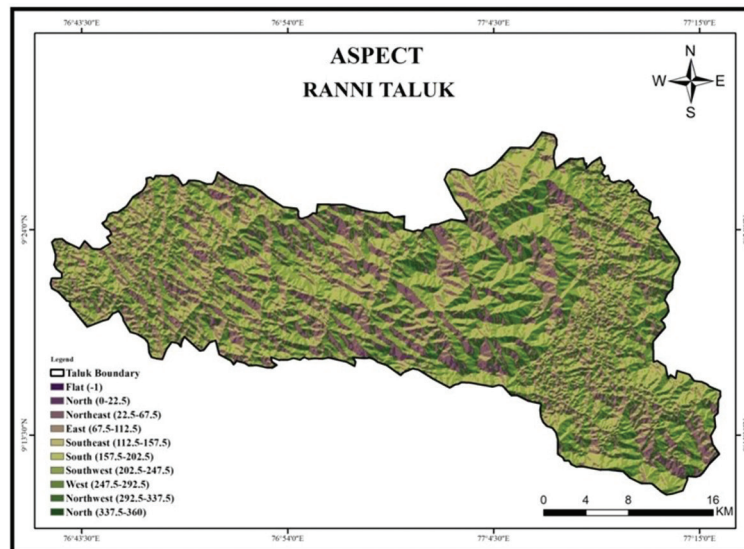 76°43'30"E 76°54'0"E 77°4'30"E 77°15'0"E
ASPECT
RANNI TALUK
N
W E
S
9°24'0"N
9°13'30"N
Legend
Taluk Boundary
Flat (-1)
North (0-22.5)
Northeast (22.5-67.5)
East (67.5-112.5)
Southeast (112.5-157.5)
South (157.5-202.5)
Southwest (202.5-247.5)
West (247.5-292.5)
Northwest (292.5-337.5)
North (337.5-360)
0 4 8 16
KM
76°43'30"E 76°54'0"E 77°4'30"E 77°15'0"E